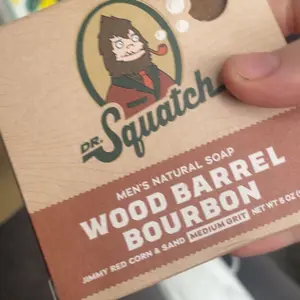 DR.
Squatch
MEN'S NATURAL SOAP
WOOD BARREL
BOURBON
JIMMY RED CORN & SAND MEDIUM GRIT NET WT 5 OZ